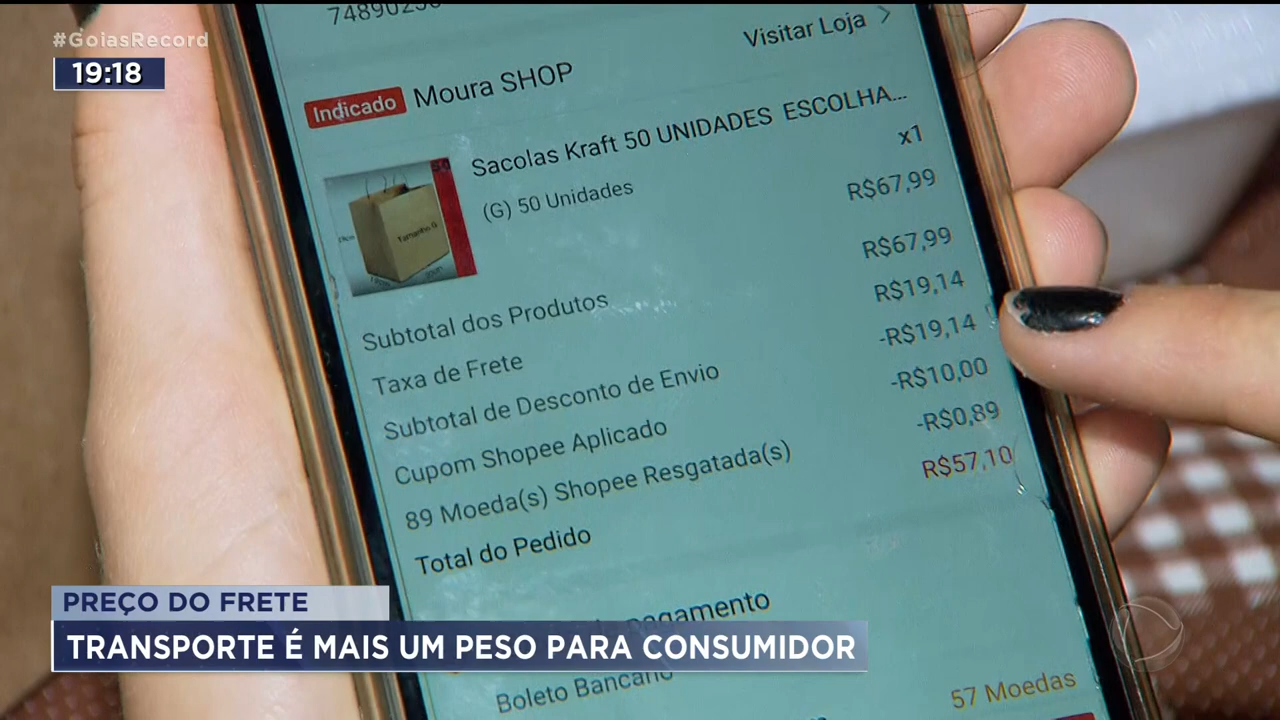 #GoiasRecord
19:18
Visitar Loja >
Indicado Moura SHOP
Sacolas Kraft 50 UNIDADES ESCOLHA...
x1
(G) 50 Unidades
R$67,99
Tamanho G
Subtotal dos Produtos R$67,99
Taxa de Frete R$19,14
Subtotal de Desconto de Envio -R$19,14
Cupom Shopee Aplicado -R$10,00
89 Moeda(s) Shopee Resgatada(s) -R$0,89
Total do Pedido R$57,10
pagamento
Boleto Bancário
57 Moedas
PREÇO DO FRETE
TRANSPORTE É MAIS UM PESO PARA CONSUMIDOR